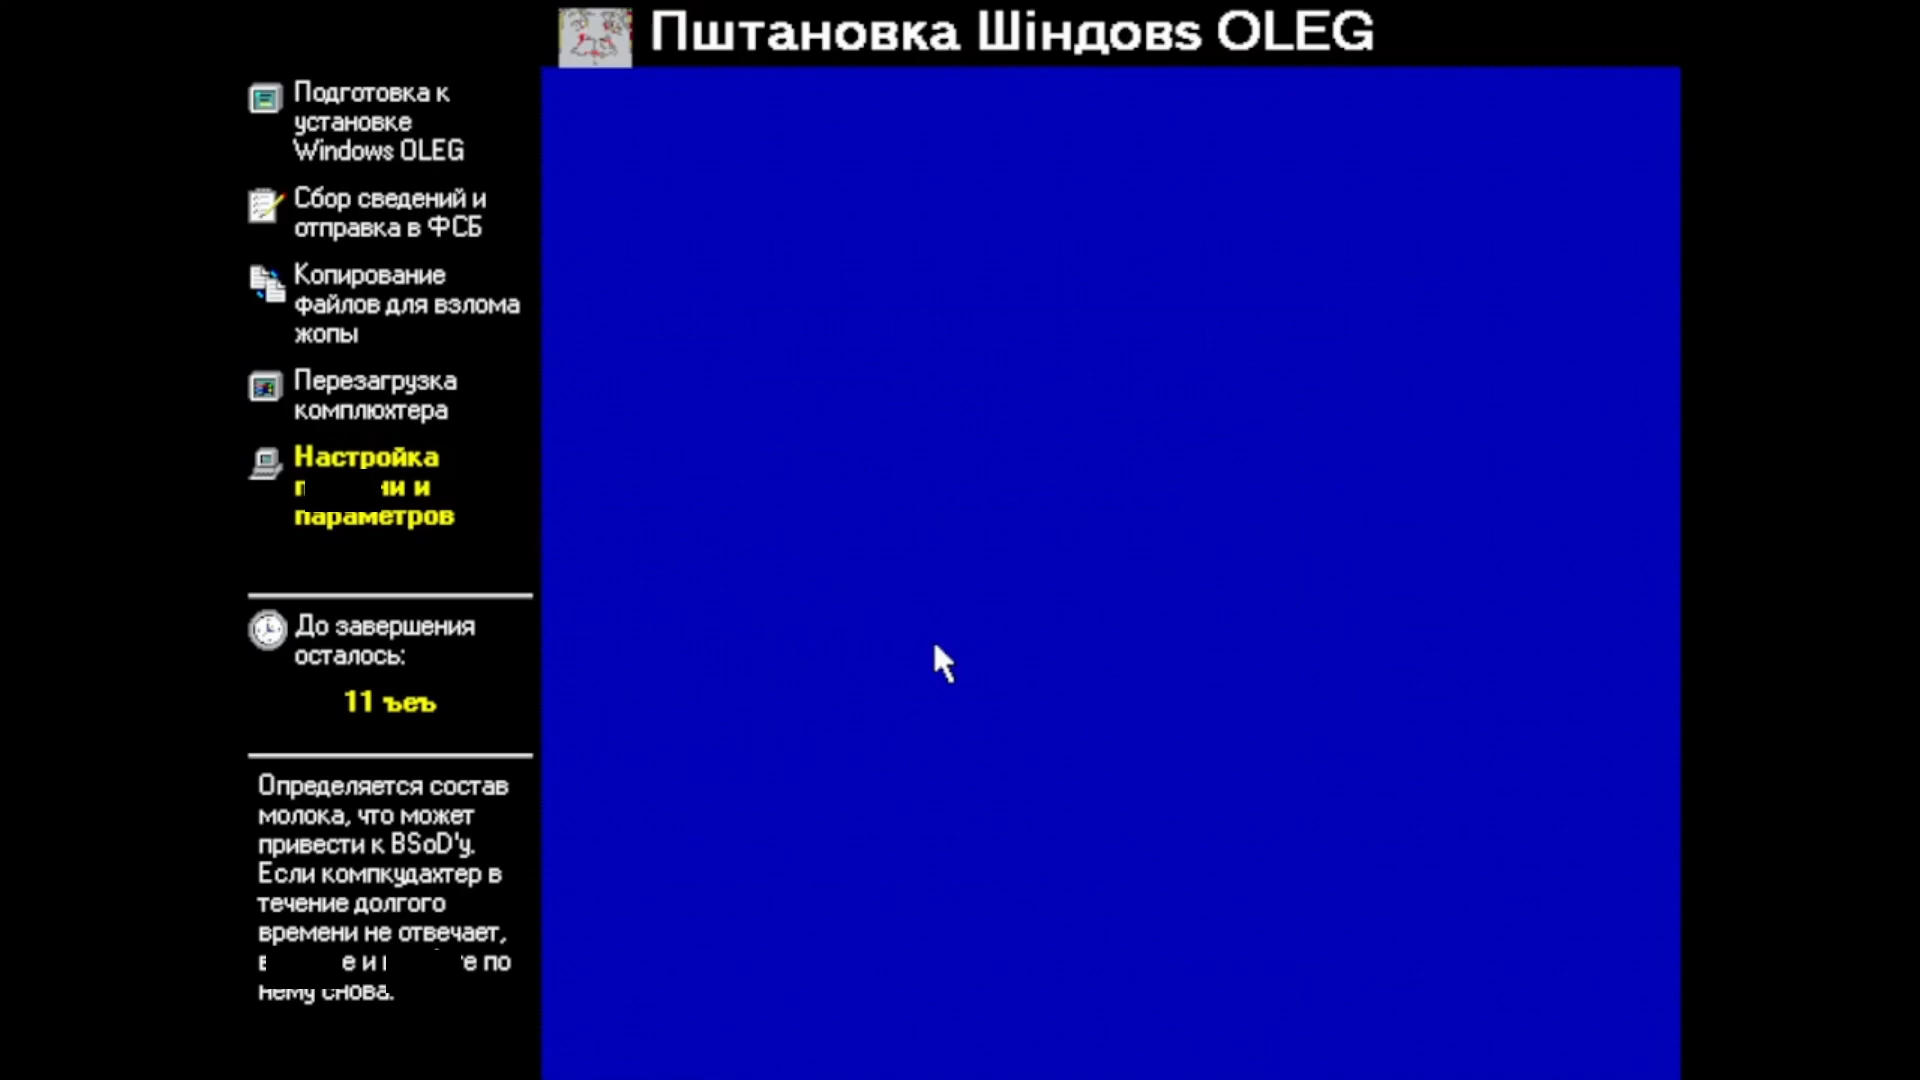 Пштановка Шiндовs OLEG
Подготовка к
установке
Windows OLEG
Сбор сведений и
отправка в ФСБ
Копирование
файлов для взлома
жопы
Перезагрузка
комплюхтера
Настройка
и
параметров
До завершения
осталось:
11 ъеъ
Определяется состав
молока, что может
привести к BSoD'у.
Если компкудахтер в
течение долгого
времени не отвечает,
и по
нему снова.